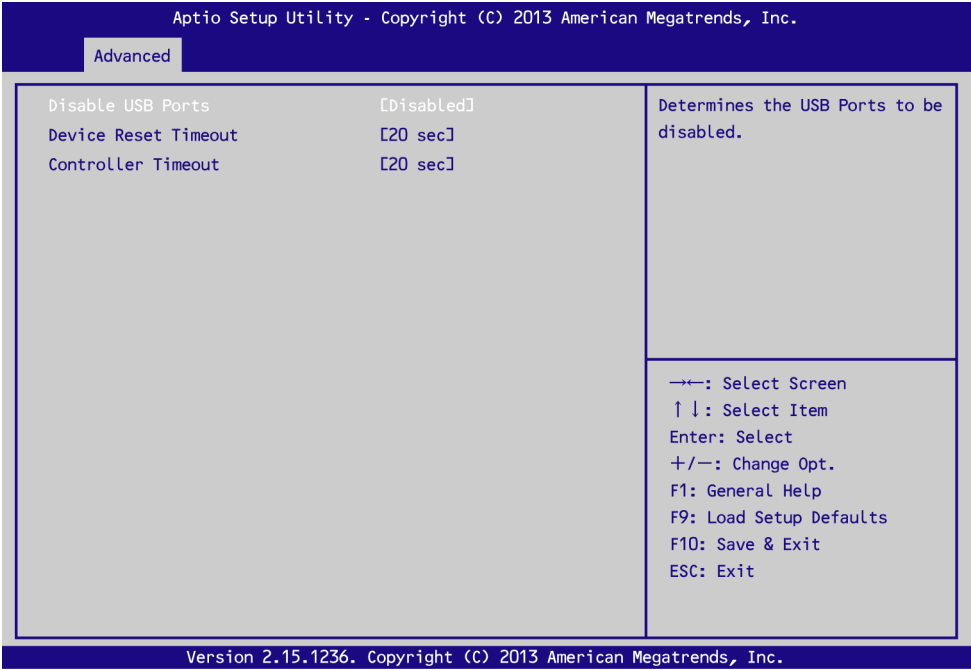 Aptio Setup Utility - Copyright (C) 2013 American Megatrends, Inc.
Advanced
Disable USB Ports [Disabled]
Device Reset Timeout [20 sec]
Controller Timeout [20 sec]
Determines the USB Ports to be
disabled.
→←: Select Screen
↑↓: Select Item
Enter: Select
+/-: Change Opt.
F1: General Help
F9: Load Setup Defaults
F10: Save & Exit
ESC: Exit
Version 2.15.1236. Copyright (C) 2013 American Megatrends, Inc.